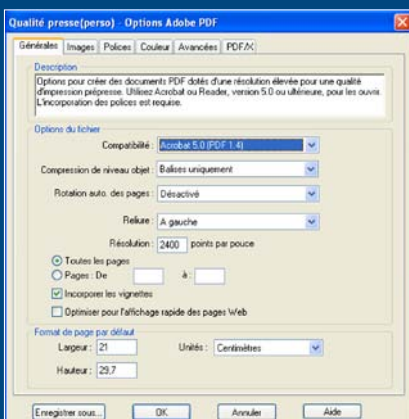 Qualité presse(perso) - Options Adobe PDF
Générales Images Polices Couleur Avancées PDF/X
Description
Options pour créer des documents PDF dotés d'une résolution élevée pour une qualité
d'impression prépresse. Utilisez Acrobat ou Reader, version 5.0 ou ultérieure, pour les ouvrir.
L'incorporation des polices est requise.
Options du fichier
Compatibilité : Acrobat 5.0 (PDF 1.4)
Compression de niveau objet : Balises uniquement
Rotation auto. des pages : Désactivé
Reliure : A gauche
Résolution : 2400 points par pouce
Toutes les pages
Pages : De à :
Incorporer les vignettes
Optimiser pour l'affichage rapide des pages Web
Format de page par défaut
Largeur : 21 Unités : Centimètres
Hauteur : 29,7
Enregistrer sous... OK Annuler Aide